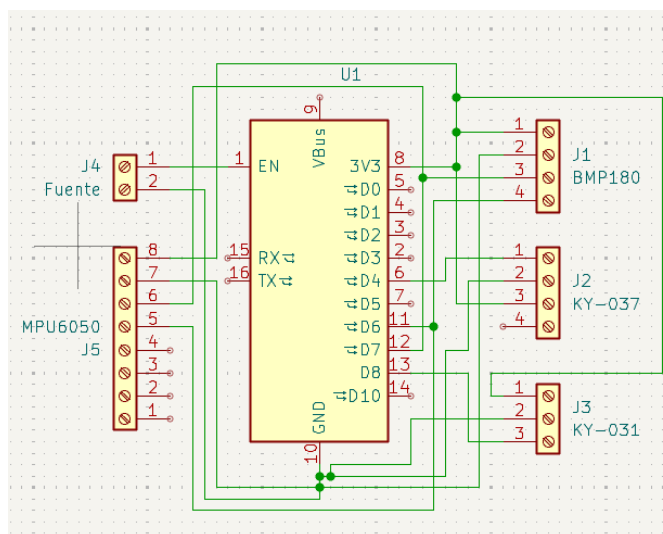 U1
9
VBus
J4
Fuente
1
2
1
EN
3V3
8
D0
5
D1
4
D2
3
D3
2
D4
6
D5
7
D6
11
D7
12
D8
13
D10
14
15
RX
16
TX
GND
10
MPU6050
J5
8
7
6
5
4
3
2
1
1
2
3
4
J1
BMP180
1
2
3
4
J2
KY-037
1
2
3
J3
KY-031